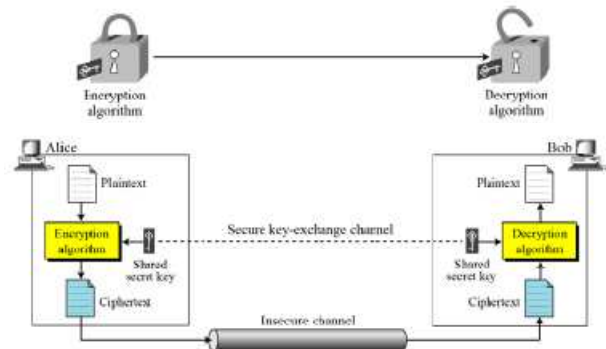 Encryption
algorithm
Decryption
algorithm
Alice
Bob
Plaintext
Plaintext
Encryption
algorithm
Secure key-exchange channel
Decryption
algorithm
Shared
secret key
Shared
secret key
Ciphertext
Insecure channel
Ciphertext